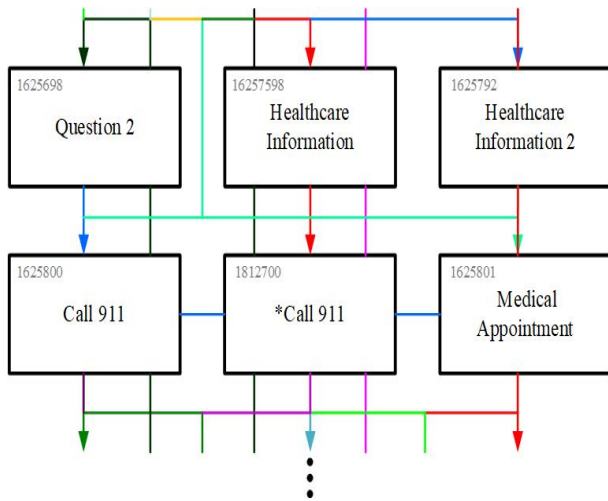 1625698
Question 2
16257598
Healthcare
Information
1625792
Healthcare
Information 2
1625800
Call 911
1812700
*Call 911
1625801
Medical
Appointment